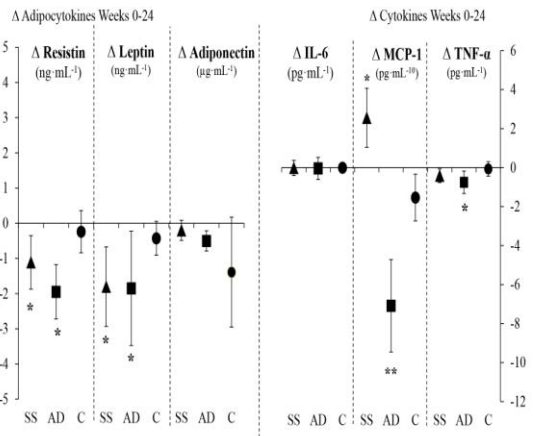 Δ Adipocytokines Weeks 0-24
Δ Cytokines Weeks 0-24
Δ Resistin
(ng·mL⁻¹)
Δ Leptin
(ng·mL⁻¹)
Δ Adiponectin
(µg·mL⁻¹)
Δ IL-6
(pg·mL⁻¹)
Δ MCP-1
(pg·mL⁻¹⁰)
Δ TNF-α
(pg·mL⁻¹)
5
4
3
2
1
0
-1
-2
-3
-4
-5
6
4
2
0
-2
-4
-6
-8
-10
-12
*
*
*
*
*
**
*
SS AD C SS AD C SS AD C
SS AD C SS AD C SS AD C